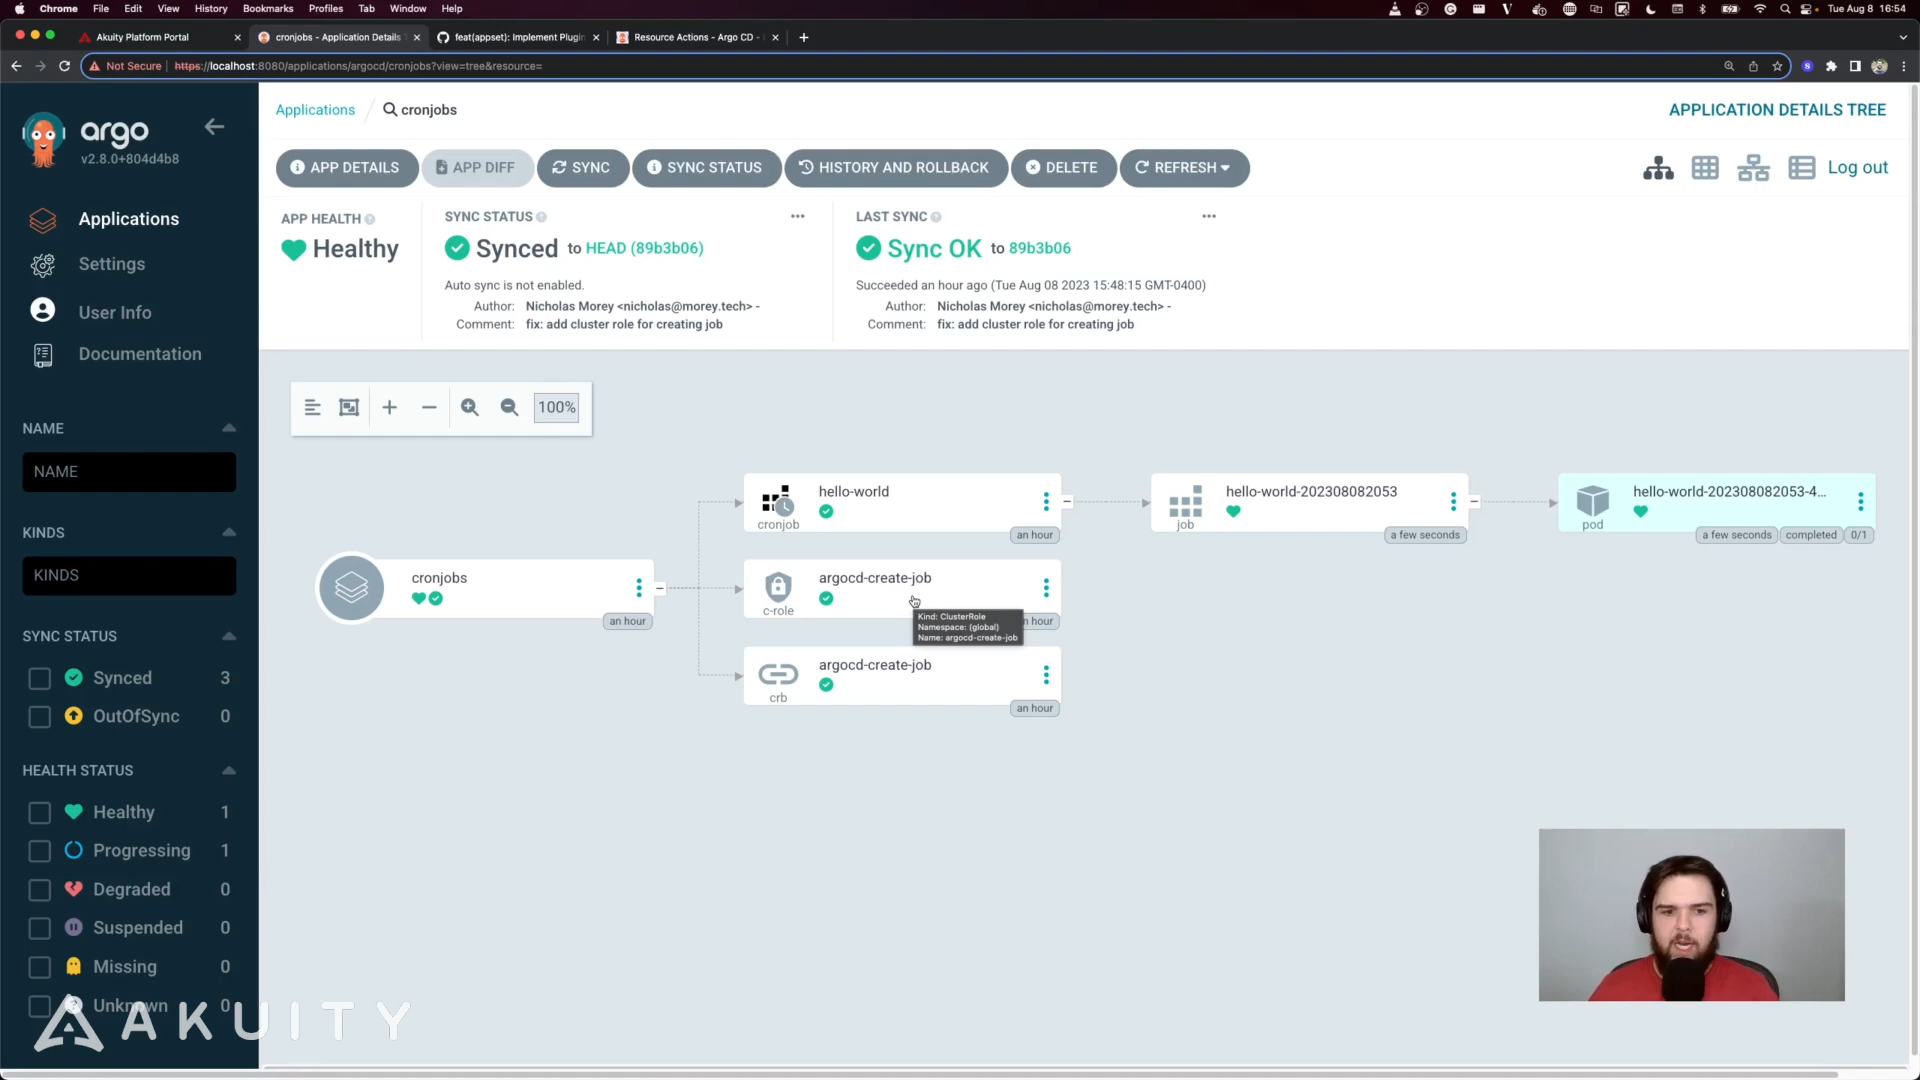 Chrome File Edit View History Bookmarks Profiles Tab Window Help Tue Aug 8 16:54
Akuity Platform Portal
cronjobs - Application Details
feat(appset): Implement Plugin
Resource Actions - Argo CD -
Not Secure | https://localhost:8080/applications/argocd/cronjobs?view=tree&resource=
argo
v2.8.0+804d4b8
Applications
Settings
User Info
Documentation
NAME
NAME
KINDS
KINDS
SYNC STATUS
Synced 3
OutOfSync 0
HEALTH STATUS
Healthy 1
Progressing 1
Degraded 0
Suspended 0
Missing 0
Unknown 0
AKUITY
Applications / cronjobs
APPLICATION DETAILS TREE
APP DETAILS
APP DIFF
SYNC
SYNC STATUS
HISTORY AND ROLLBACK
DELETE
REFRESH
Log out
APP HEALTH
Healthy
SYNC STATUS
Synced to HEAD (89b3b06)
Auto sync is not enabled.
Author: Nicholas Morey <nicholas@morey.tech> -
Comment: fix: add cluster role for creating job
LAST SYNC
Sync OK to 89b3b06
Succeeded an hour ago (Tue Aug 08 2023 15:48:15 GMT-0400)
Author: Nicholas Morey <nicholas@morey.tech> -
Comment: fix: add cluster role for creating job
100%
cronjobs
an hour
hello-world
cronjob
an hour
argocd-create-job
c-role
n hour
Kind: ClusterRole
Namespace: (global)
Name: argocd-create-job
argocd-create-job
crb
an hour
hello-world-202308082053
job
a few seconds
hello-world-202308082053-4...
pod
a few seconds completed 0/1